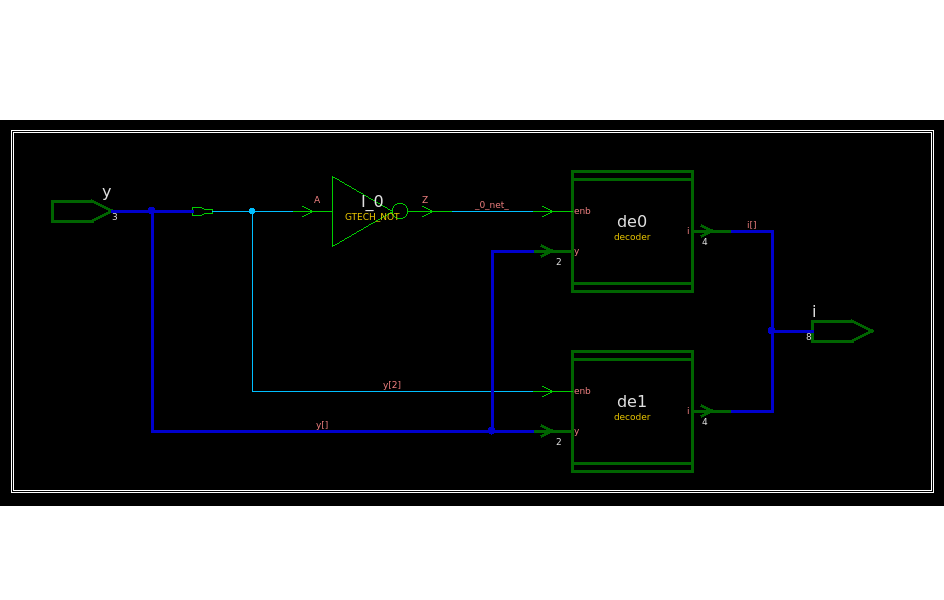 y
3
A
I_0
GTECH_NOT
Z
_0_net_
enb
y
2
de0
decoder
i
4
i[]
i
8
y[2]
enb
y[]
y
2
de1
decoder
i
4